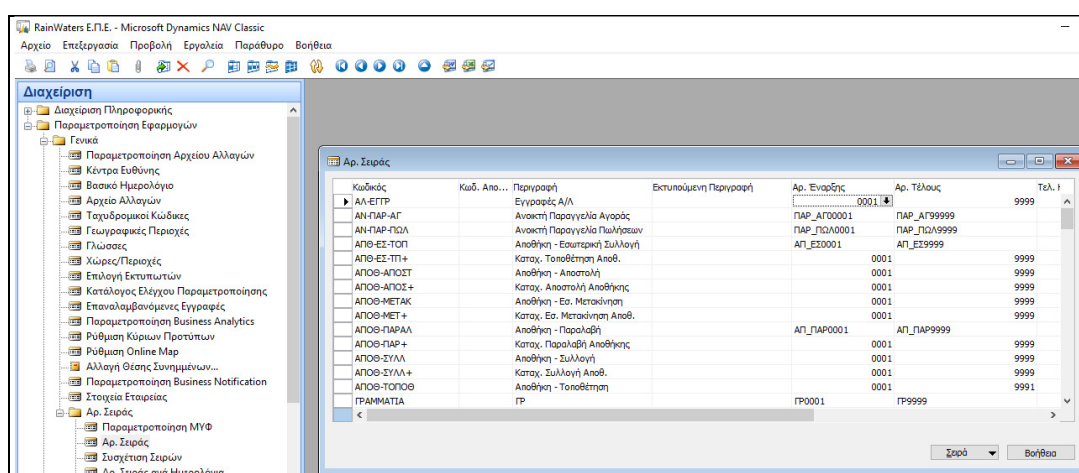 RainWaters Ε.Π.Ε. - Microsoft Dynamics NAV Classic
Αρχείο Επεξεργασία Προβολή Εργαλεία Παράθυρο Βοήθεια
Διαχείριση
Διαχείριση Πληροφορικής
Παραμετροποίηση Εφαρμογών
Γενικά
Παραμετροποίηση Αρχείου Αλλαγών
Κέντρα Ευθύνης
Βασικό Ημερολόγιο
Αρχείο Αλλαγών
Ταχυδρομικοί Κώδικες
Γεωγραφικές Περιοχές
Γλώσσες
Χώρες/Περιοχές
Επιλογή Εκτυπωτών
Κατάλογος Ελέγχου Παραμετροποίησης
Επαναλαμβανόμενες Εγγραφές
Παραμετροποίηση Business Analytics
Ρύθμιση Κύριων Προτύπων
Ρύθμιση Online Map
Αλλαγή Θέσης Συνημμένων...
Παραμετροποίηση Business Notification
Στοιχεία Εταιρείας
Αρ. Σειράς
Παραμετροποίηση ΜΥΦ
Αρ. Σειράς
Συσχέτιση Σειρών
Αρ. Σειράς ανά Ημερολόγιο
Αρ. Σειράς
Κωδικός Κωδ. Απο... Περιγραφή Εκτυπούμενη Περιγραφή Αρ. Έναρξης Αρ. Τέλους Τελ.
ΑΛ-ΕΓΓΡ Εγγραφές Α/Λ 0001 9999
ΑΝ-ΠΑΡ-ΑΓ Ανοικτή Παραγγελία Αγοράς ΠΑΡ_ΑΓ00001 ΠΑΡ_ΑΓ99999
ΑΝ-ΠΑΡ-ΠΩΛ Ανοικτή Παραγγελία Πωλήσεων ΠΑΡ_ΠΩΛ0001 ΠΑΡ_ΠΩΛ9999
ΑΠΘ-ΕΣ-ΤΟΠ Αποθήκη - Εσωτερική Συλλογή ΑΠ_ΕΣ0001 ΑΠ_ΕΣ9999
ΑΠΘ-ΕΣ-ΤΠ+ Καταχ. Τοποθέτηση Αποθ. 0001 9999
ΑΠΟΘ-ΑΠΟΣΤ Αποθήκη - Αποστολή 0001 9999
ΑΠΟΘ-ΑΠΟΣ+ Καταχ. Αποστολή Αποθήκης 0001 9999
ΑΠΟΘ-ΜΕΤΑΚ Αποθήκη - Εσ. Μετακίνηση 0001 9999
ΑΠΟΘ-ΜΕΤ+ Καταχ. Εσ. Μετακίνηση Αποθ. 0001 9999
ΑΠΟΘ-ΠΑΡΑΛ Αποθήκη - Παραλαβή ΑΠ_ΠΑΡ0001 ΑΠ_ΠΑΡ9999
ΑΠΟΘ-ΠΑΡ+ Καταχ. Παραλαβή Αποθήκης 0001 9999
ΑΠΟΘ-ΣΥΛΛ Αποθήκη - Συλλογή 0001 9999
ΑΠΟΘ-ΣΥΛΛ+ Καταχ. Συλλογή Αποθ. 0001 9999
ΑΠΟΘ-ΤΟΠΟΘ Αποθήκη - Τοποθέτηση 0001 9991
ΓΡΑΜΜΑΤΙΑ ΓΡ ΓΡ0001 ΓΡ9999
Σειρά Βοήθεια